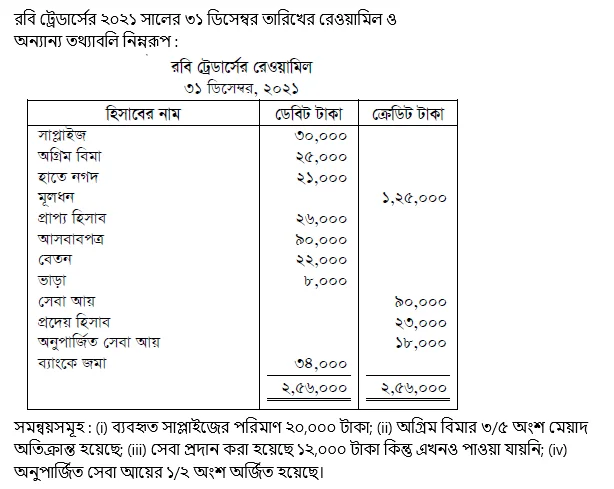 রবি ট্রেডার্সের ২০২১ সালের ৩১ ডিসেম্বর তারিখের রেওয়ামিল ও
অন্যান্য তথ্যাবলি নিম্নরূপ :
রবি ট্রেডার্সের রেওয়ামিল
৩১ ডিসেম্বর, ২০২১
হিসাবের নাম ডেবিট টাকা ক্রেডিট টাকা
সাপ্লাইজ ৩০,০০০
অগ্রিম বিমা ২৫,০০০
হাতে নগদ ২১,০০০
মূলধন ১,২৫,০০০
প্রাপ্য হিসাব ২৬,০০০
আসবাবপত্র ৯০,০০০
বেতন ২২,০০০
ভাড়া ৮,০০০
সেবা আয় ৯০,০০০
প্রদেয় হিসাব ২৩,০০০
অনুপার্জিত সেবা আয় ১৮,০০০
ব্যাংকে জমা ৩৪,০০০
২,৫৬,০০০ ২,৫৬,০০০
সমন্বয়সমূহ : (i) ব্যবহৃত সাপ্লাইজের পরিমাণ ২০,০০০ টাকা; (ii) অগ্রিম বিমার ৩/৫ অংশ মেয়াদ
অতিক্রান্ত হয়েছে; (iii) সেবা প্রদান করা হয়েছে ১২,০০০ টাকা কিন্তু এখনও পাওয়া যায়নি; (iv)
অনুপার্জিত সেবা আয়ের ১/২ অংশ অর্জিত হয়েছে।